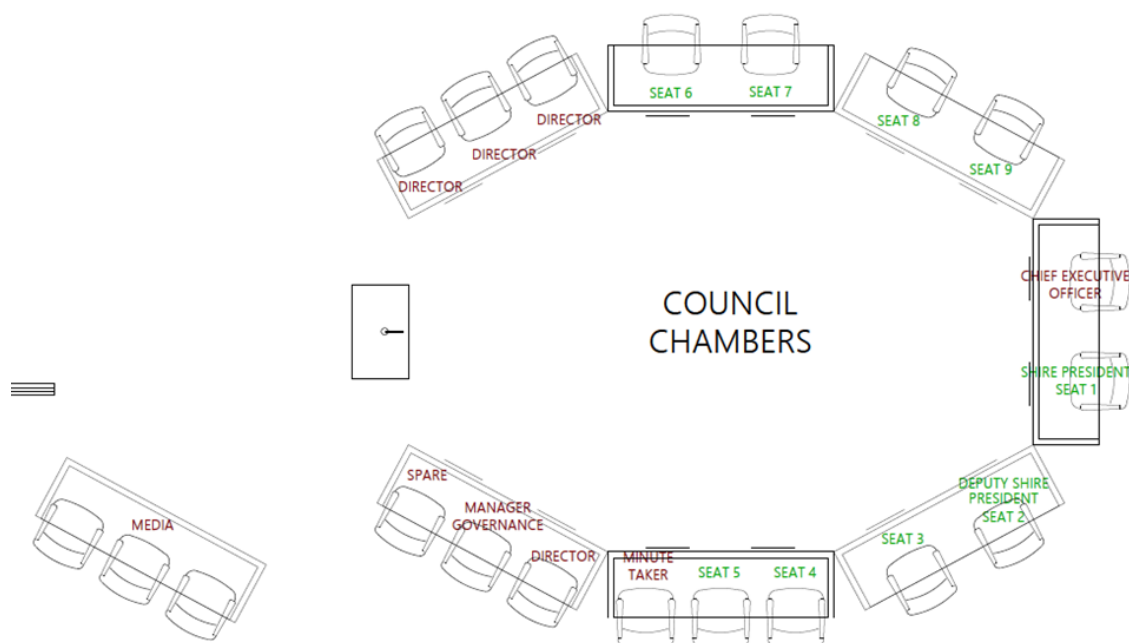 SEAT 6
SEAT 7
DIRECTOR
SEAT 8
DIRECTOR
SEAT 9
DIRECTOR
CHIEF EXECUTIVE
OFFICER
COUNCIL
CHAMBERS
SHIRE PRESIDENT
SEAT 1
SPARE
DEPUTY SHIRE
PRESIDENT
SEAT 2
MANAGER
GOVERNANCE
MEDIA
SEAT 3
DIRECTOR
MINUTE
TAKER
SEAT 5
SEAT 4